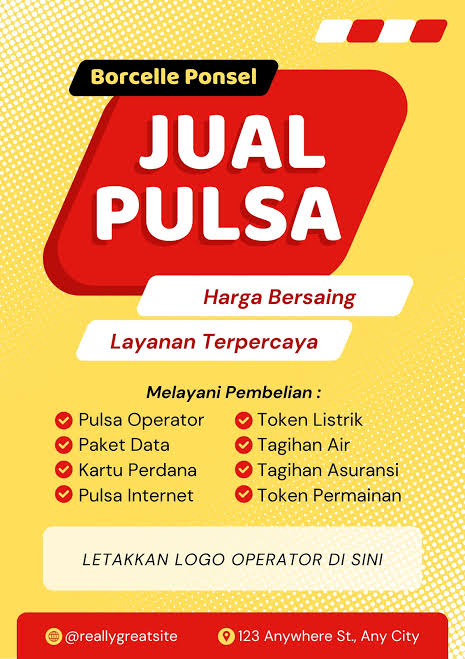 Borcelle Ponsel
JUAL
PULSA
Harga Bersaing
Layanan Terpercaya
Melayani Pembelian :
Pulsa Operator
Paket Data
Kartu Perdana
Pulsa Internet
Token Listrik
Tagihan Air
Tagihan Asuransi
Token Permainan
LETAKKAN LOGO OPERATOR DI SINI
@reallygreatsite
123 Anywhere St., Any City